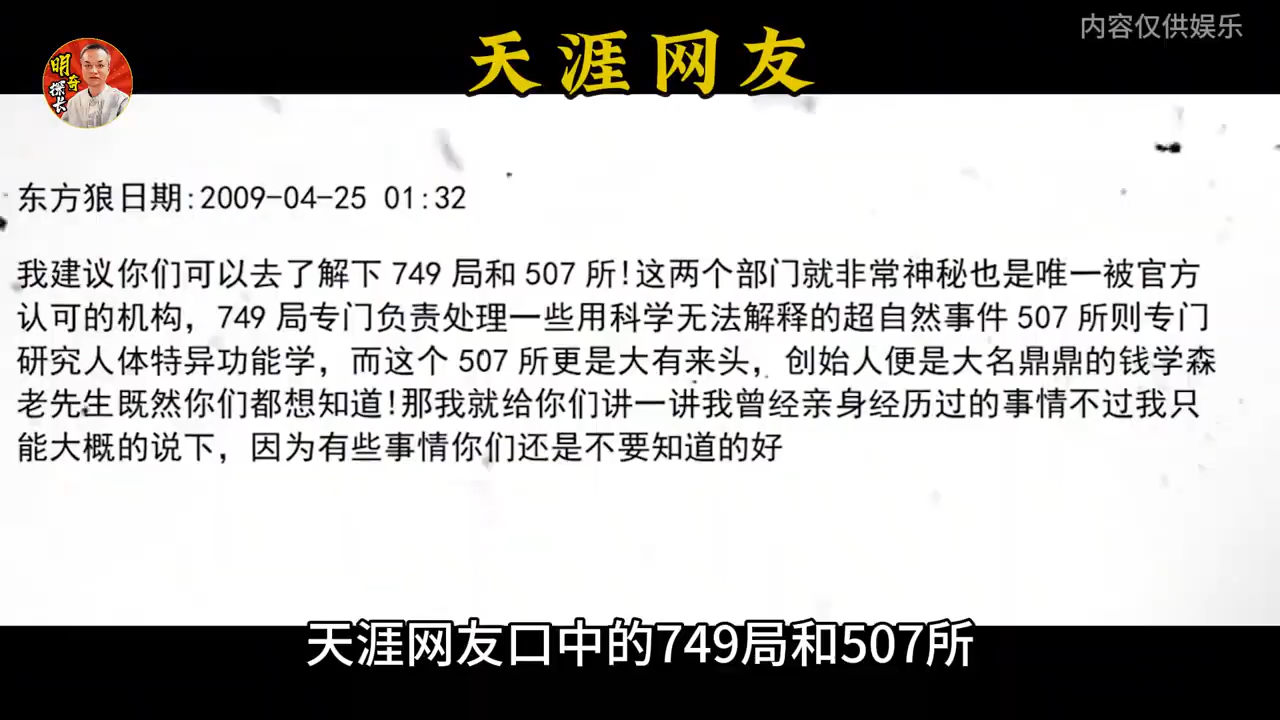 内容仅供娱乐
天涯网友
明奇
探长
东方狼日期:2009-04-25 01:32
我建议你们可以去了解下 749 局和 507 所!这两个部门就非常神秘也是唯一被官方
认可的机构，749 局专门负责处理一些用科学无法解释的超自然事件 507 所则专门
研究人体特异功能学，而这个 507 所更是大有来头，创始人便是大名鼎鼎的钱学森
老先生既然你们都想知道!那我就给你们讲一讲我曾经亲身经历过的事情不过我只
能大概的说下，因为有些事情你们还是不要知道的好
天涯网友口中的749局和507所